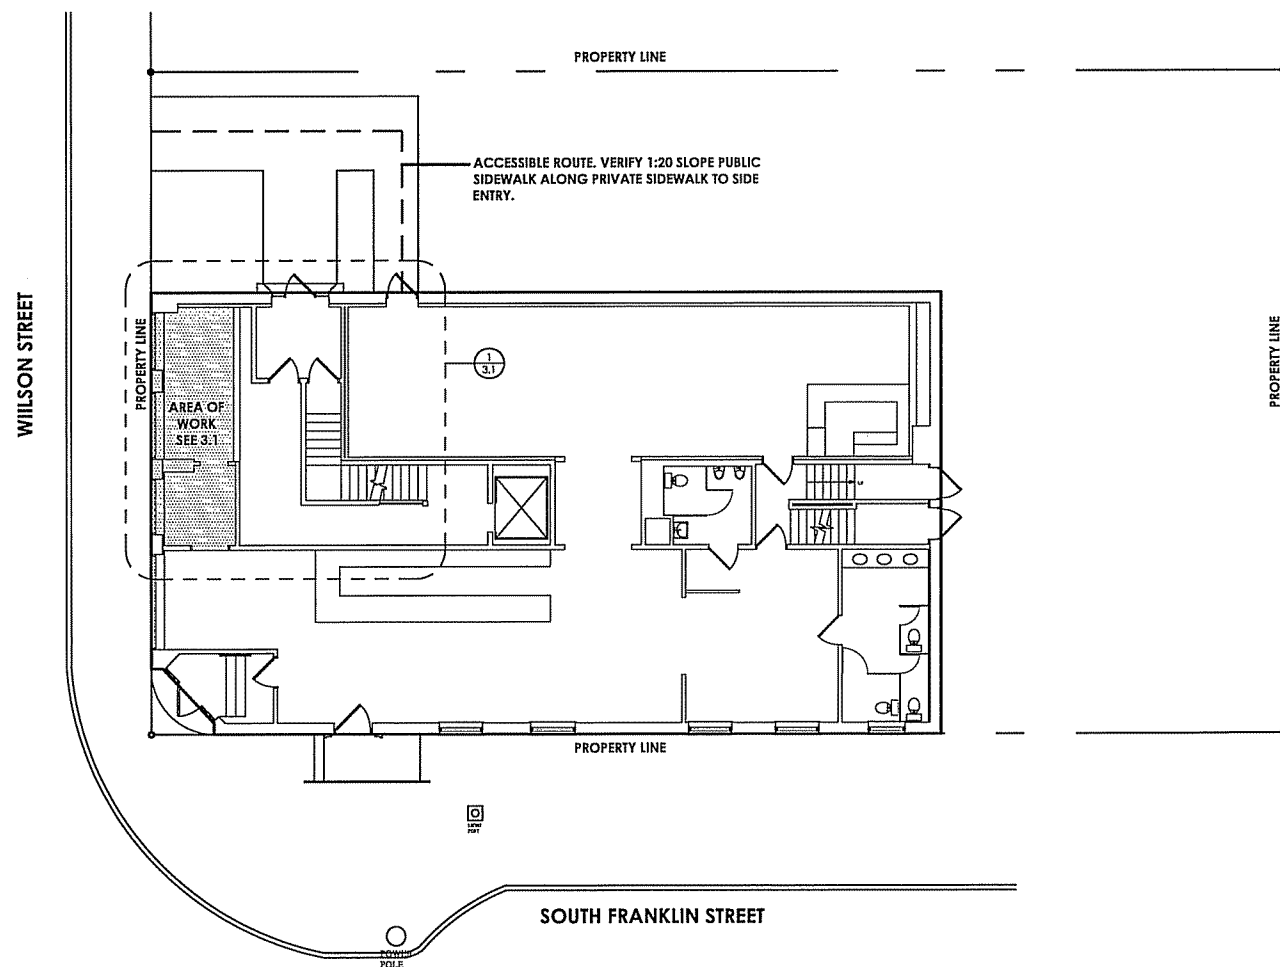 PROPERTY LINE
ACCESSIBLE ROUTE. VERIFY 1:20 SLOPE PUBLIC
SIDEWALK ALONG PRIVATE SIDEWALK TO SIDE
ENTRY.
WIILSON STREET
PROPERTY LINE
PROPERTY LINE
1
3.1
AREA OF
WORK
SEE 3.1
PROPERTY LINE
SOUTH FRANKLIN STREET
POWER
POLE